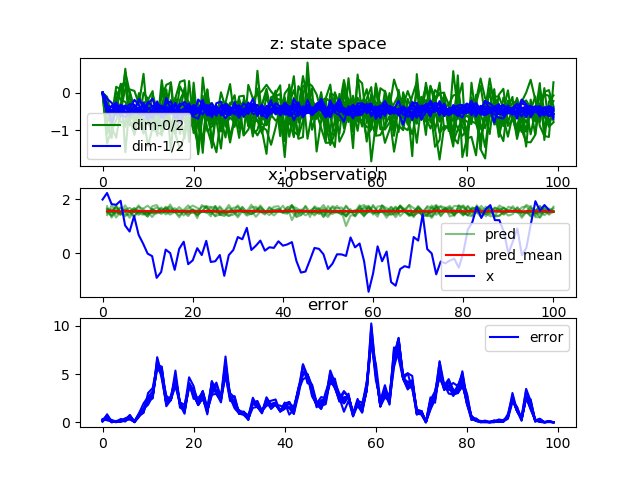 z: state space
0
−1
dim-0/2
dim-1/2
0 20 40 60 80 100
x: observation
2
0
pred
pred_mean
x
0 20 40 60 80 100
error
10
5
0
error
0 20 40 60 80 100